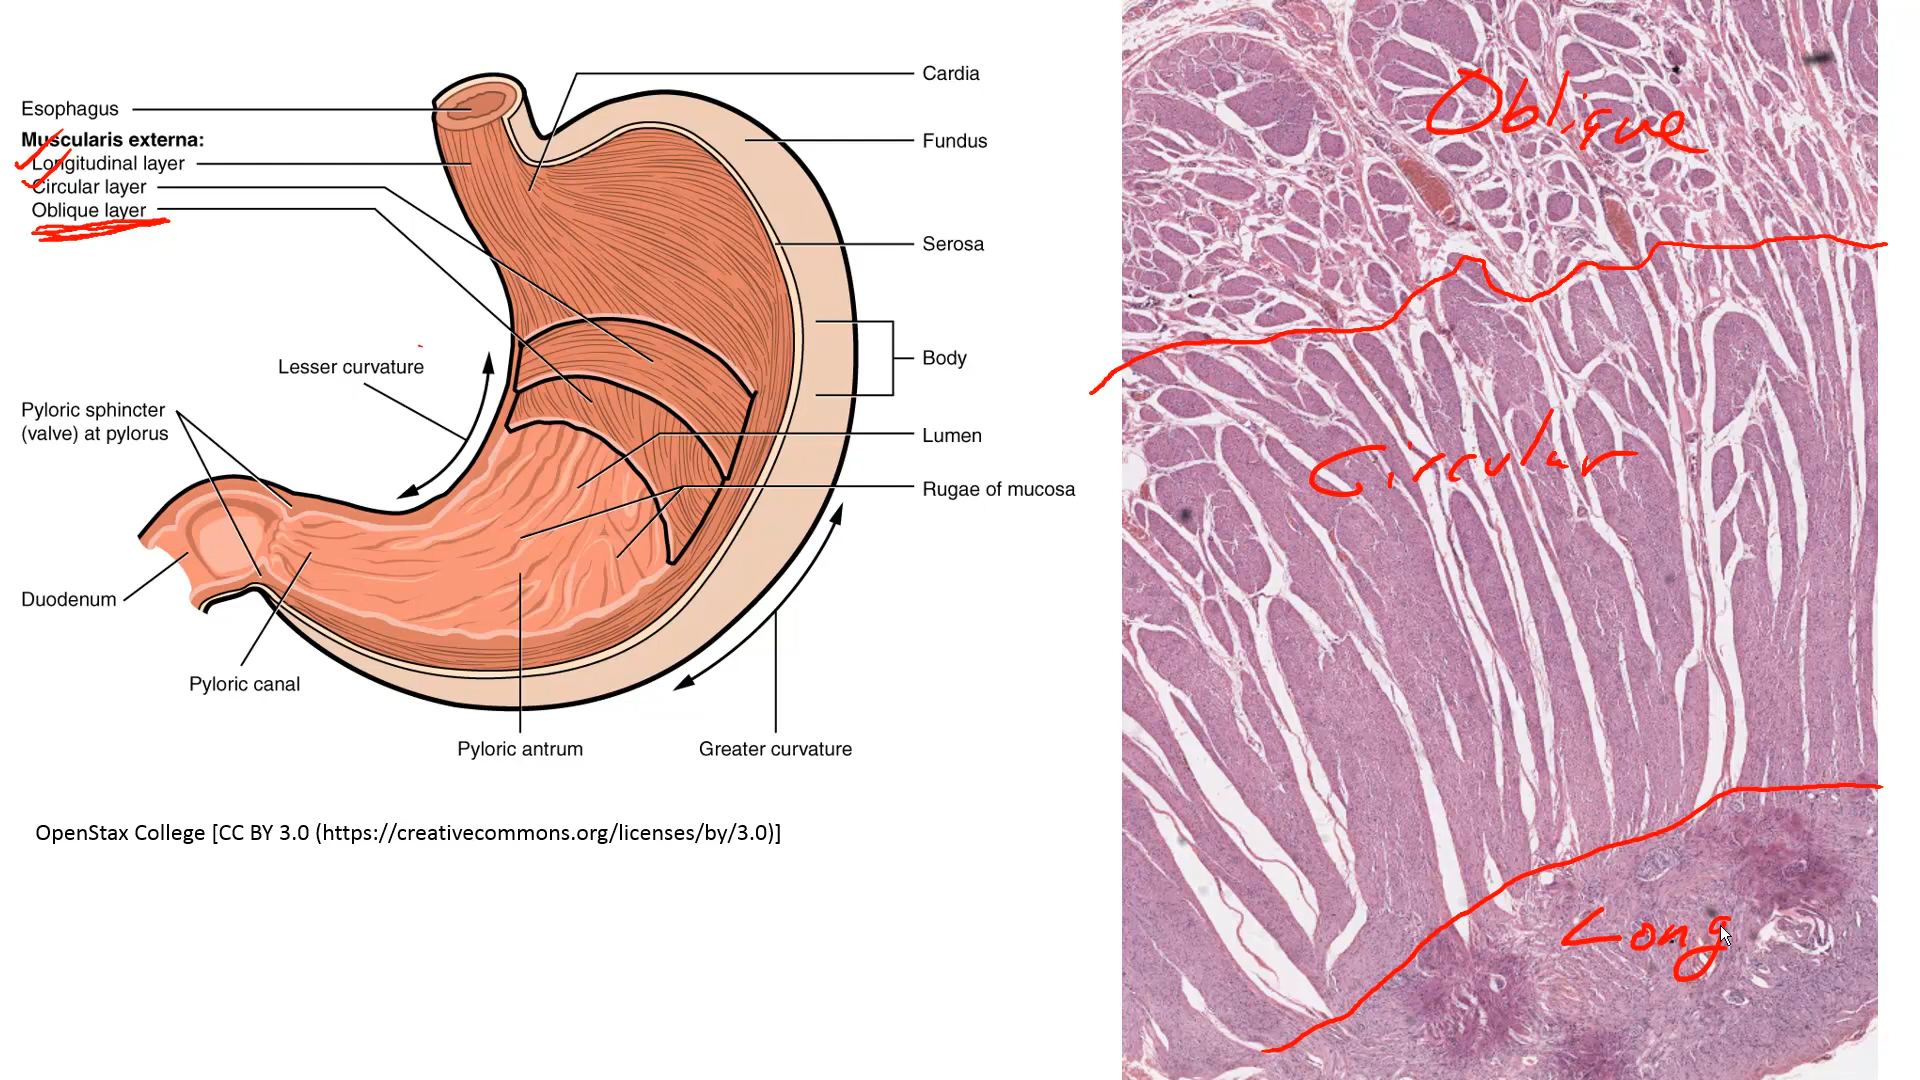 Esophagus
Muscularis externa:
Longitudinal layer
Circular layer
Oblique layer
Lesser curvature
Pyloric sphincter
(valve) at pylorus
Duodenum
Pyloric canal
Pyloric antrum
Greater curvature
Cardia
Fundus
Serosa
Body
Lumen
Rugae of mucosa
OpenStax College [CC BY 3.0 (https://creativecommons.org/licenses/by/3.0)]
Oblique
Circular
Long